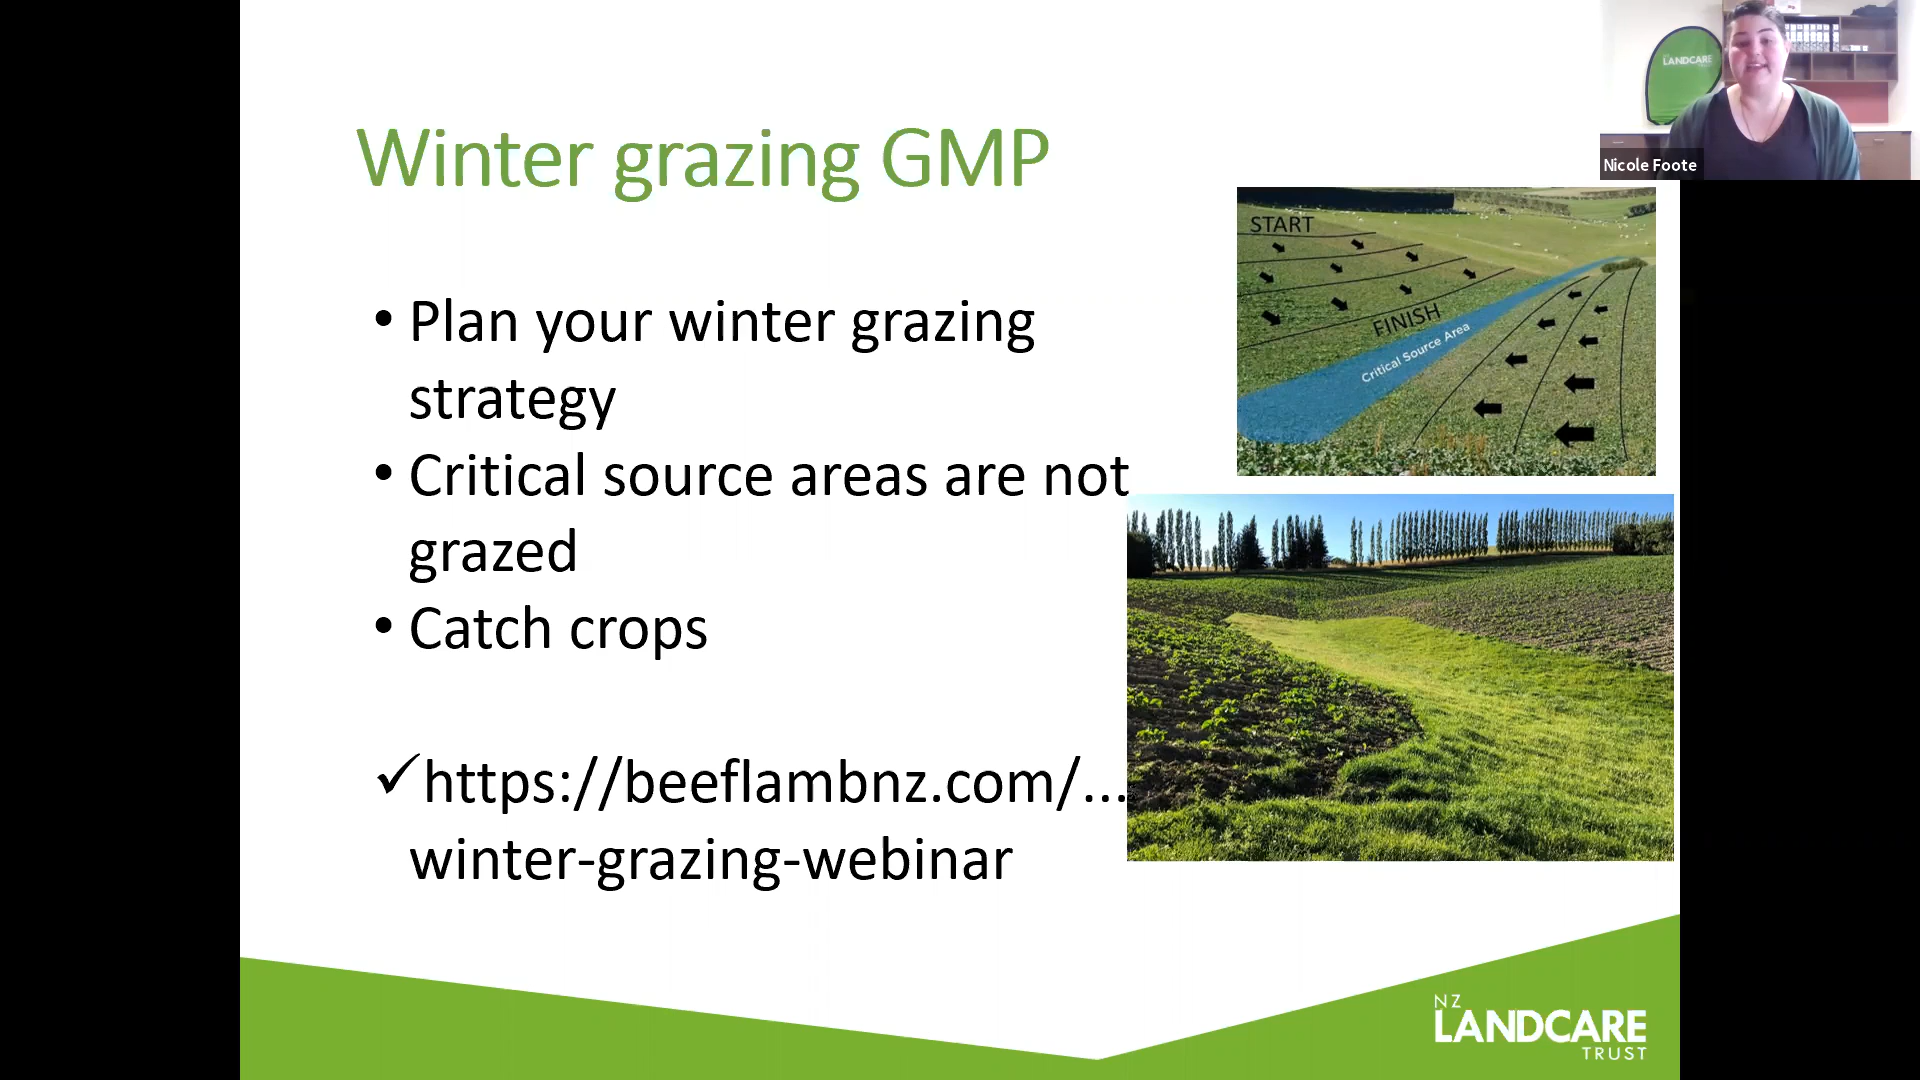 LANDCARE
Nicole Foote
Winter grazing GMP
START
FINISH
Critical Source Area
• Plan your winter grazing
strategy
• Critical source areas are not
grazed
• Catch crops
✓https://beeflambnz.com/...
winter-grazing-webinar
NZ
LANDCARE
TRUST